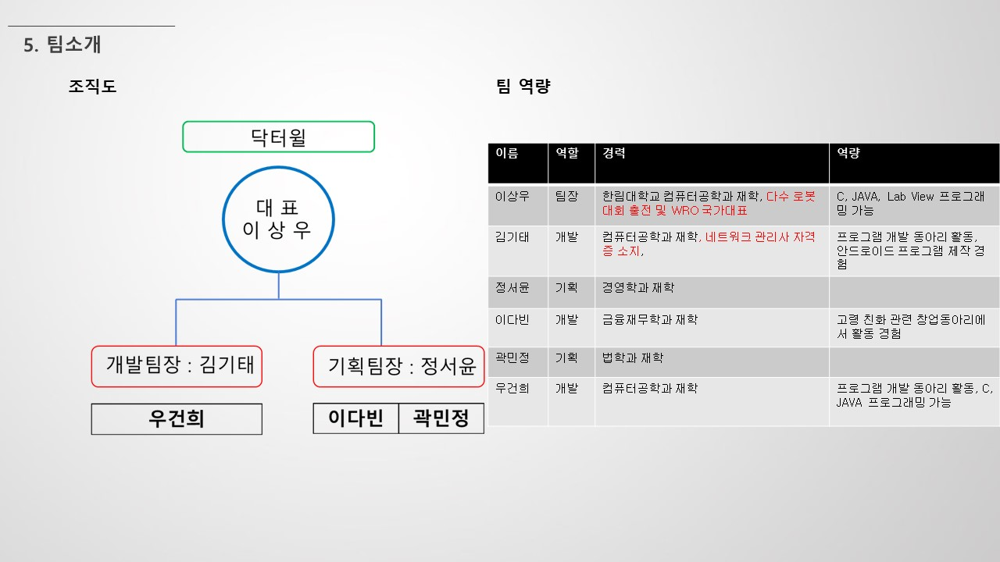 5. 팀소개
조직도
닥터윌
대 표
이 상 우
개발팀장 : 김기태
기획팀장 : 정서윤
우건희
이다빈 곽민정
팀 역량
이름 역할 경력 역량
이상우 팀장 한림대학교 컴퓨터공학과 재학, 다수 로봇 C, JAVA, Lab View 프로그래
대회 출전 및 WRO 국가대표 밍 가능
김기태 개발 컴퓨터공학과 재학, 네트워크 관리사 자격 프로그램 개발 동아리 활동,
증 소지, 안드로이드 프로그램 제작 경
험
정서윤 기획 경영학과 재학
이다빈 개발 금융재무학과 재학 고령 친화 관련 창업동아리에
서 활동 경험
곽민정 기획 법학과 재학
우건희 개발 컴퓨터공학과 재학 프로그램 개발 동아리 활동, C,
JAVA 프로그래밍 가능